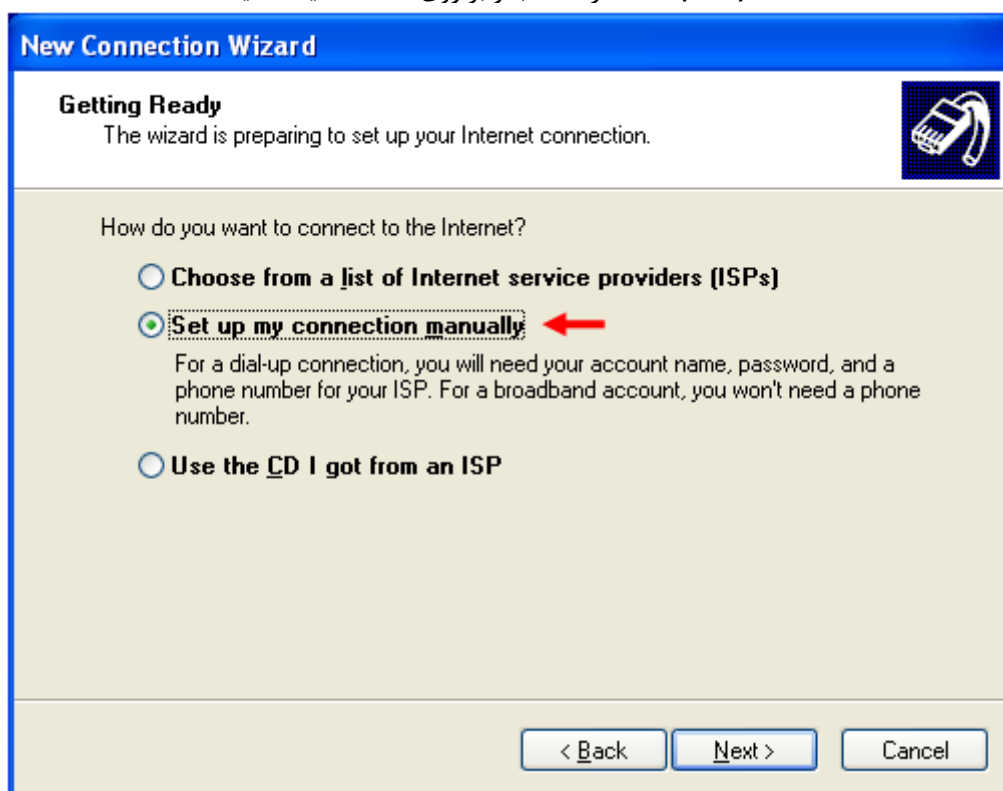 New Connection Wizard
Getting Ready
The wizard is preparing to set up your Internet connection.
How do you want to connect to the Internet?
Choose from a list of Internet service providers (ISPs)
Set up my connection manually
For a dial-up connection, you will need your account name, password, and a
phone number for your ISP. For a broadband account, you won't need a phone
number.
Use the CD I got from an ISP
< Back
Next >
Cancel